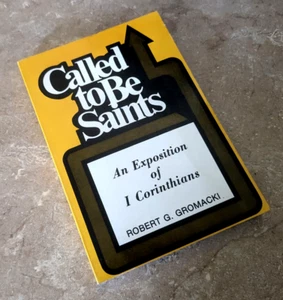 Called
to Be
Saints
An Exposition
of
I Corinthians
ROBERT G. GROMACKI